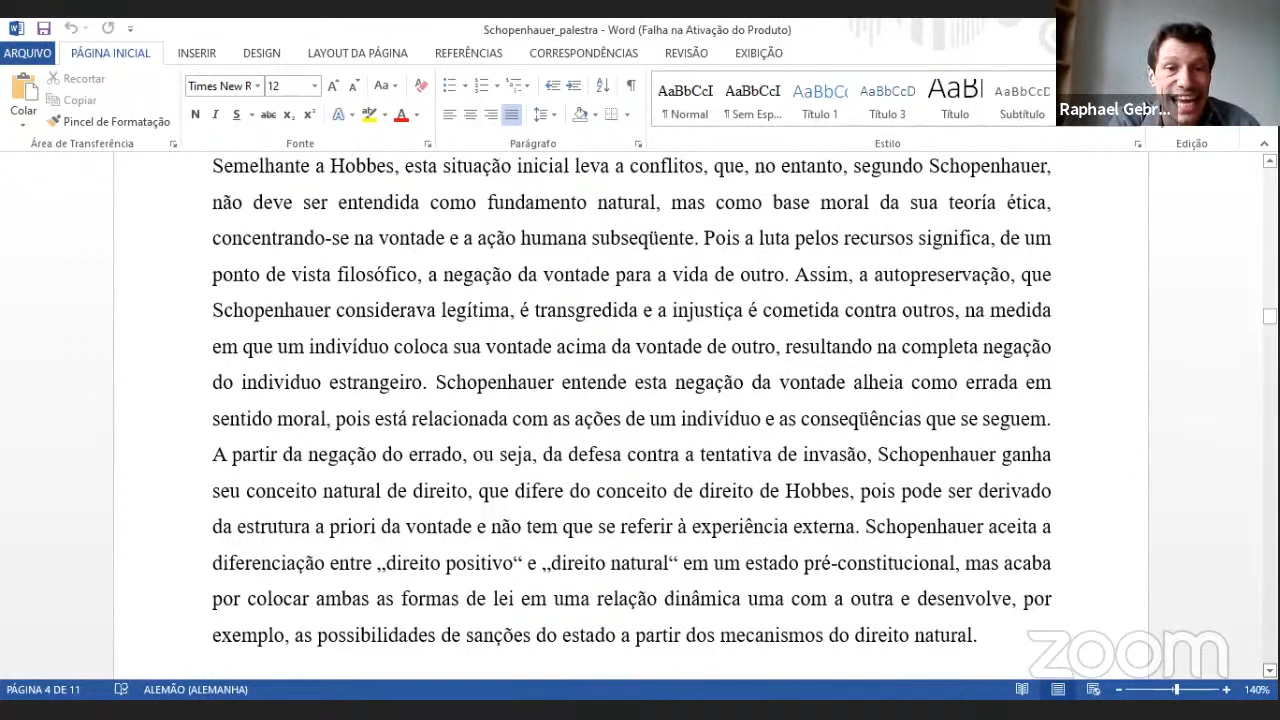 Schopenhauer_palestra - Word (Falha na Ativação do Produto)
ARQUIVO PÁGINA INICIAL INSERIR DESIGN LAYOUT DA PÁGINA REFERÊNCIAS CORRESPONDÊNCIAS REVISÃO EXIBIÇÃO
Recortar
Copiar
Pincel de Formatação
Colar
Times New R 12
N I S abc x₂ x²
AaBbCcI AaBbCcI AaBbCc AaBbCcD AaBl AaBbCcD
¶ Normal ¶ Sem Esp... Título 1 Título 3 Título Subtítulo
Raphael Gebr...
Área de Transferência Fonte Parágrafo Estilo Edição
Semelhante a Hobbes, esta situação inicial leva a conflitos, que, no entanto, segundo Schopenhauer,
não deve ser entendida como fundamento natural, mas como base moral da sua teoría ética,
concentrando-se na vontade e a ação humana subseqüente. Pois a luta pelos recursos significa, de um
ponto de vista filosófico, a negação da vontade para a vida de outro. Assim, a autopreservação, que
Schopenhauer considerava legítima, é transgredida e a injustiça é cometida contra outros, na medida
em que um indivíduo coloca sua vontade acima da vontade de outro, resultando na completa negação
do individuo estrangeiro. Schopenhauer entende esta negação da vontade alheia como errada em
sentido moral, pois está relacionada com as ações de um indivíduo e as conseqüências que se seguem.
A partir da negação do errado, ou seja, da defesa contra a tentativa de invasão, Schopenhauer ganha
seu conceito natural de direito, que difere do conceito de direito de Hobbes, pois pode ser derivado
da estrutura a priori da vontade e não tem que se referir à experiência externa. Schopenhauer aceita a
diferenciação entre „direito positivo“ e „direito natural“ em um estado pré-constitucional, mas acaba
por colocar ambas as formas de lei em uma relação dinâmica uma com a outra e desenvolve, por
exemplo, as possibilidades de sanções do estado a partir dos mecanismos do direito natural.
zoom
PÁGINA 4 DE 11 ALEMÃO (ALEMANHA) 140%